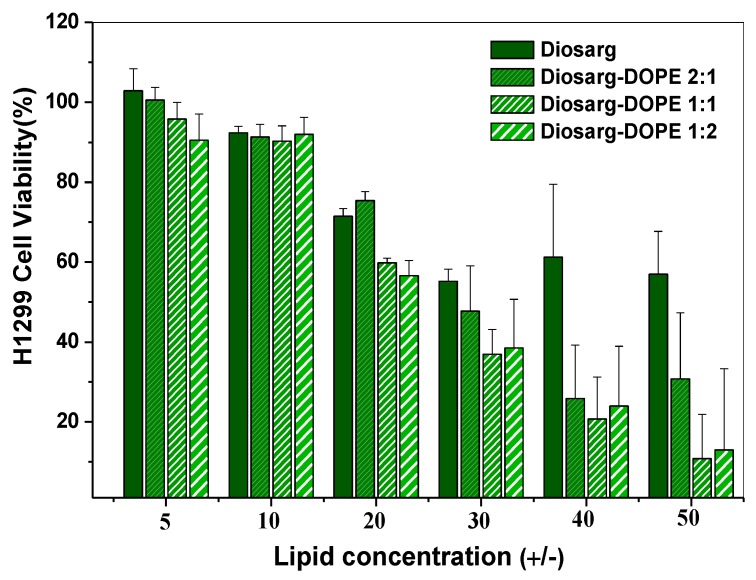 120
100
80
60
40
20
H1299 Cell Viability(%)
Diosarg
Diosarg-DOPE 2:1
Diosarg-DOPE 1:1
Diosarg-DOPE 1:2
5 10 20 30 40 50
Lipid concentration (+/-)